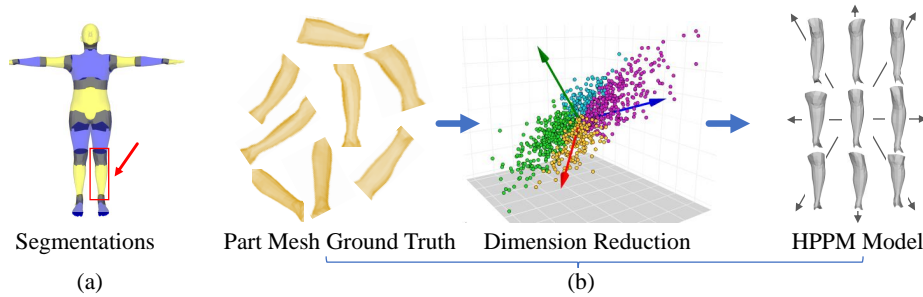 Segmentations
Part Mesh Ground Truth
Dimension Reduction
HPPM Model
(a)
(b)